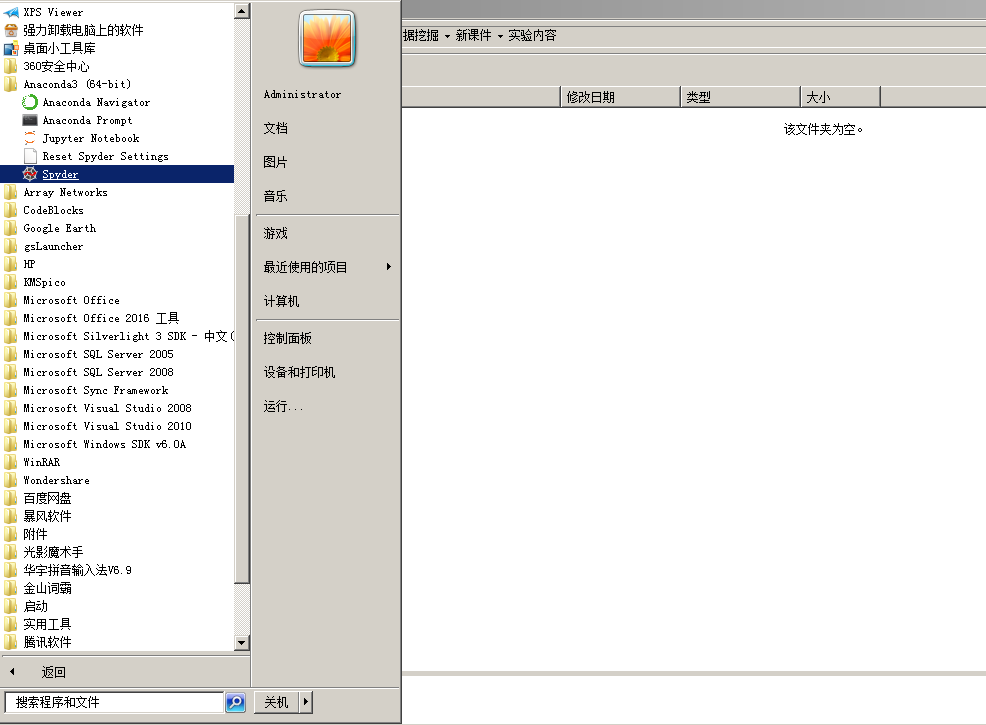 XPS Viewer
强力卸载电脑上的软件
桌面小工具库
360安全中心
Anaconda3 (64-bit)
Anaconda Navigator
Anaconda Prompt
Jupyter Notebook
Reset Spyder Settings
Spyder
Array Networks
CodeBlocks
Google Earth
gsLauncher
HP
KMSpico
Microsoft Office
Microsoft Office 2016 工具
Microsoft Silverlight 3 SDK - 中文(
Microsoft SQL Server 2005
Microsoft SQL Server 2008
Microsoft Sync Framework
Microsoft Visual Studio 2008
Microsoft Visual Studio 2010
Microsoft Windows SDK v6.0A
WinRAR
Wondershare
百度网盘
暴风软件
附件
光影魔术手
华宇拼音输入法V6.9
金山词霸
启动
实用工具
腾讯软件
返回
搜索程序和文件
Administrator
文档
图片
音乐
游戏
最近使用的项目
计算机
控制面板
设备和打印机
运行...
关机
据挖掘 新课件 实验内容
修改日期 类型 大小
该文件夹为空。